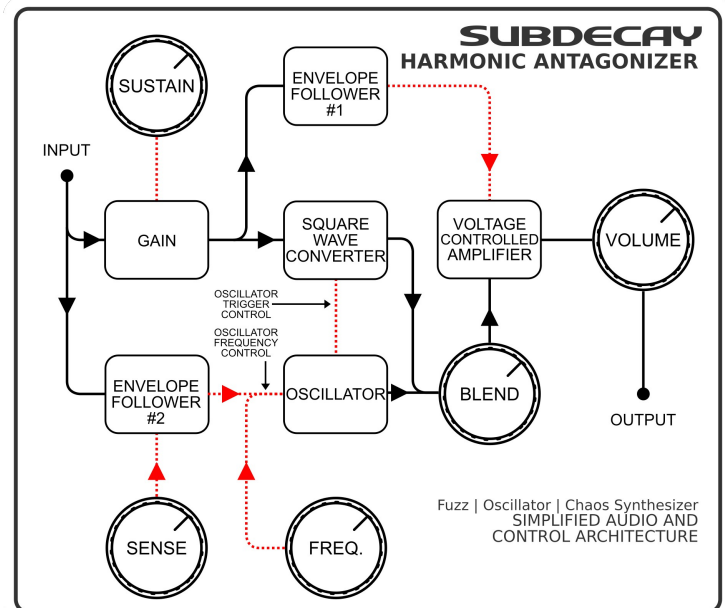 SUBDECAY
HARMONIC ANTAGONIZER
SUSTAIN
ENVELOPE
FOLLOWER
#1
INPUT
GAIN
SQUARE
WAVE
CONVERTER
VOLTAGE
CONTROLLED
AMPLIFIER
VOLUME
OSCILLATOR
TRIGGER
CONTROL
OSCILLATOR
FREQUENCY
CONTROL
ENVELOPE
FOLLOWER
#2
OSCILLATOR
BLEND
OUTPUT
SENSE
FREQ.
Fuzz | Oscillator | Chaos Synthesizer
SIMPLIFIED AUDIO AND
CONTROL ARCHITECTURE